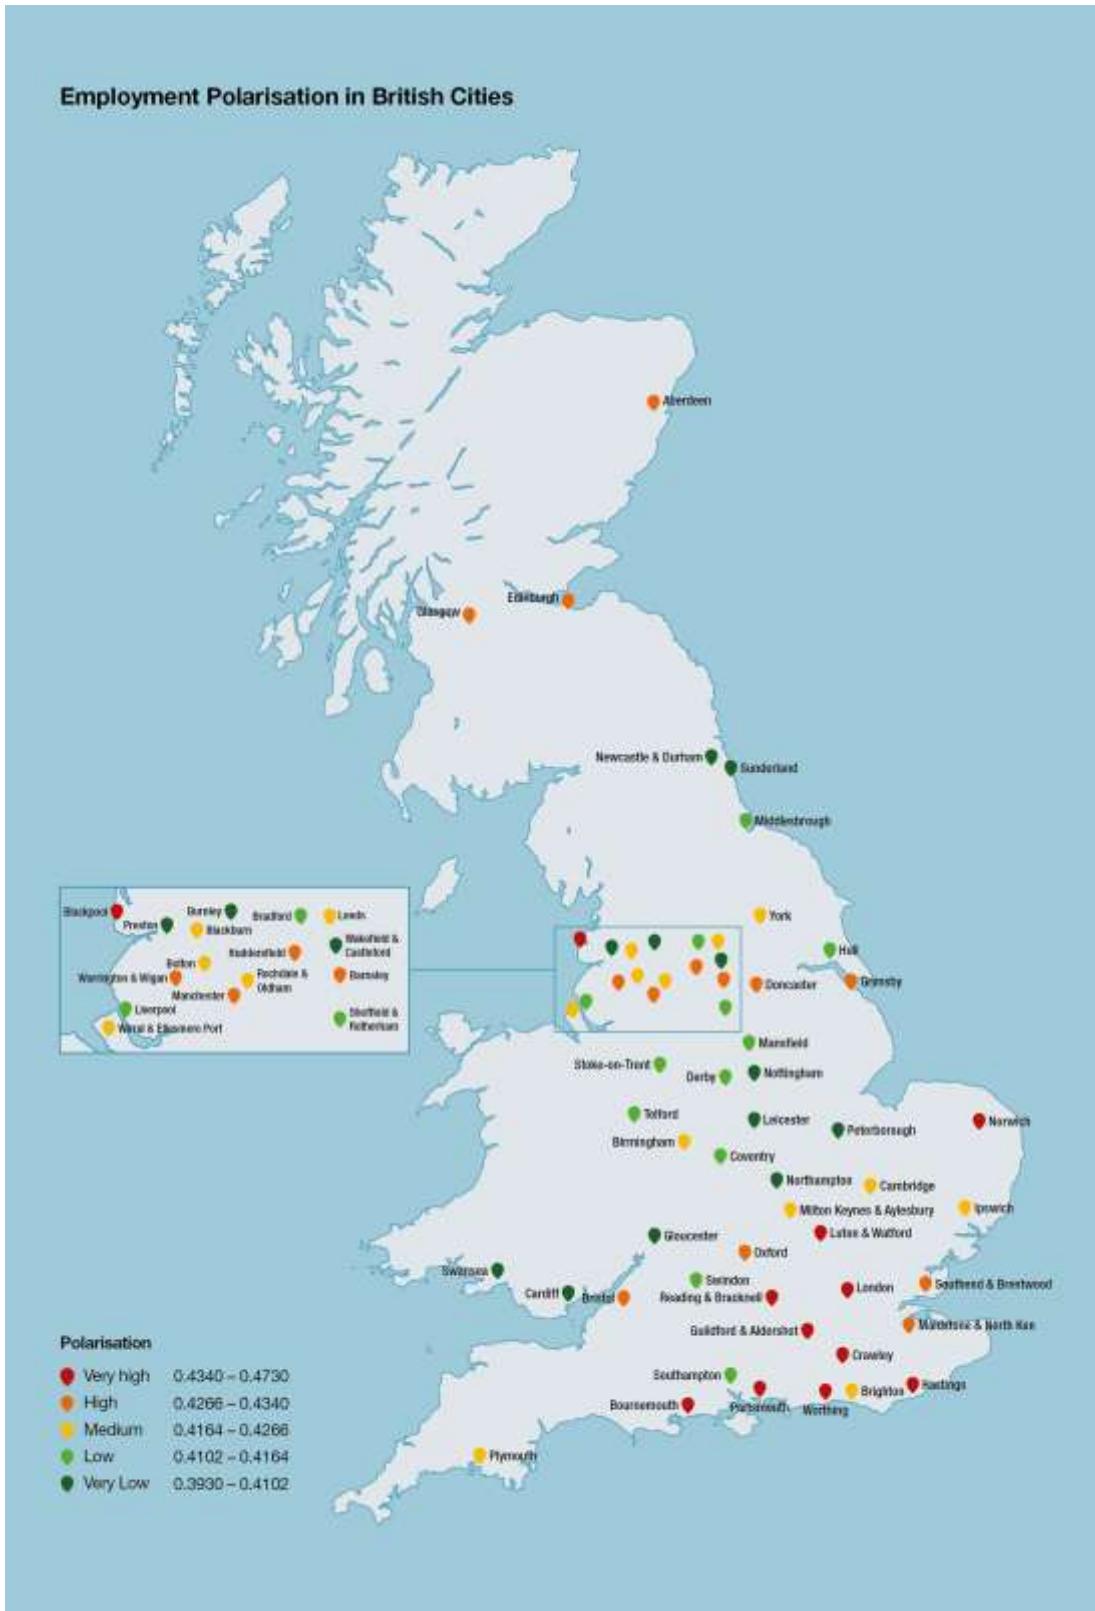 Employment Polarisation in British Cities
Aberdeen
Edinburgh
Glasgow
Newcastle & Durham
Sunderland
Middlesbrough
York
Hull
Doncaster
Grimsby
Blackpool
Burnley
Bradford
Leeds
Preston
Blackburn
Wakefield &
Castleford
Huddersfield
Bolton
Warrington & Wigan
Rochdale &
Oldham
Barnsley
Manchester
Liverpool
Sheffield &
Rotherham
Wirral & Ellesmere Port
Mansfield
Stoke-on-Trent
Derby
Nottingham
Telford
Leicester
Peterborough
Norwich
Birmingham
Coventry
Northampton
Cambridge
Milton Keynes & Aylesbury
Ipswich
Gloucester
Luton & Watford
Oxford
Swansea
Swindon
London
Southend & Brentwood
Cardiff
Bristol
Reading & Bracknell
Guildford & Aldershot
Maidstone & North Ken
Crawley
Southampton
Hastings
Brighton
Bournemouth
Portsmouth
Worthing
Plymouth
Polarisation
Very high 0.4340 – 0.4730
High 0.4266 – 0.4340
Medium 0.4164 – 0.4266
Low 0.4102 – 0.4164
Very Low 0.3930 – 0.4102